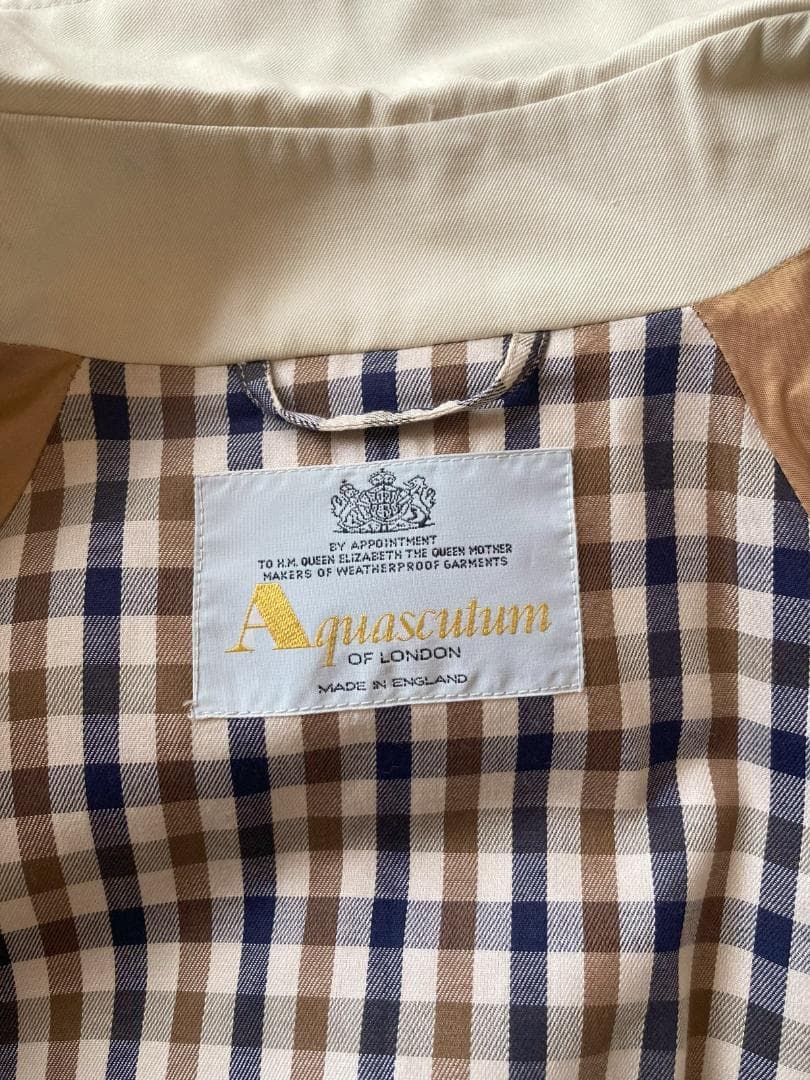 BY APPOINTMENT
TO H.M. QUEEN ELIZABETH THE QUEEN MOTHER
MAKERS OF WEATHERPROOF GARMENTS
Aquascutum
OF LONDON
MADE IN ENGLAND